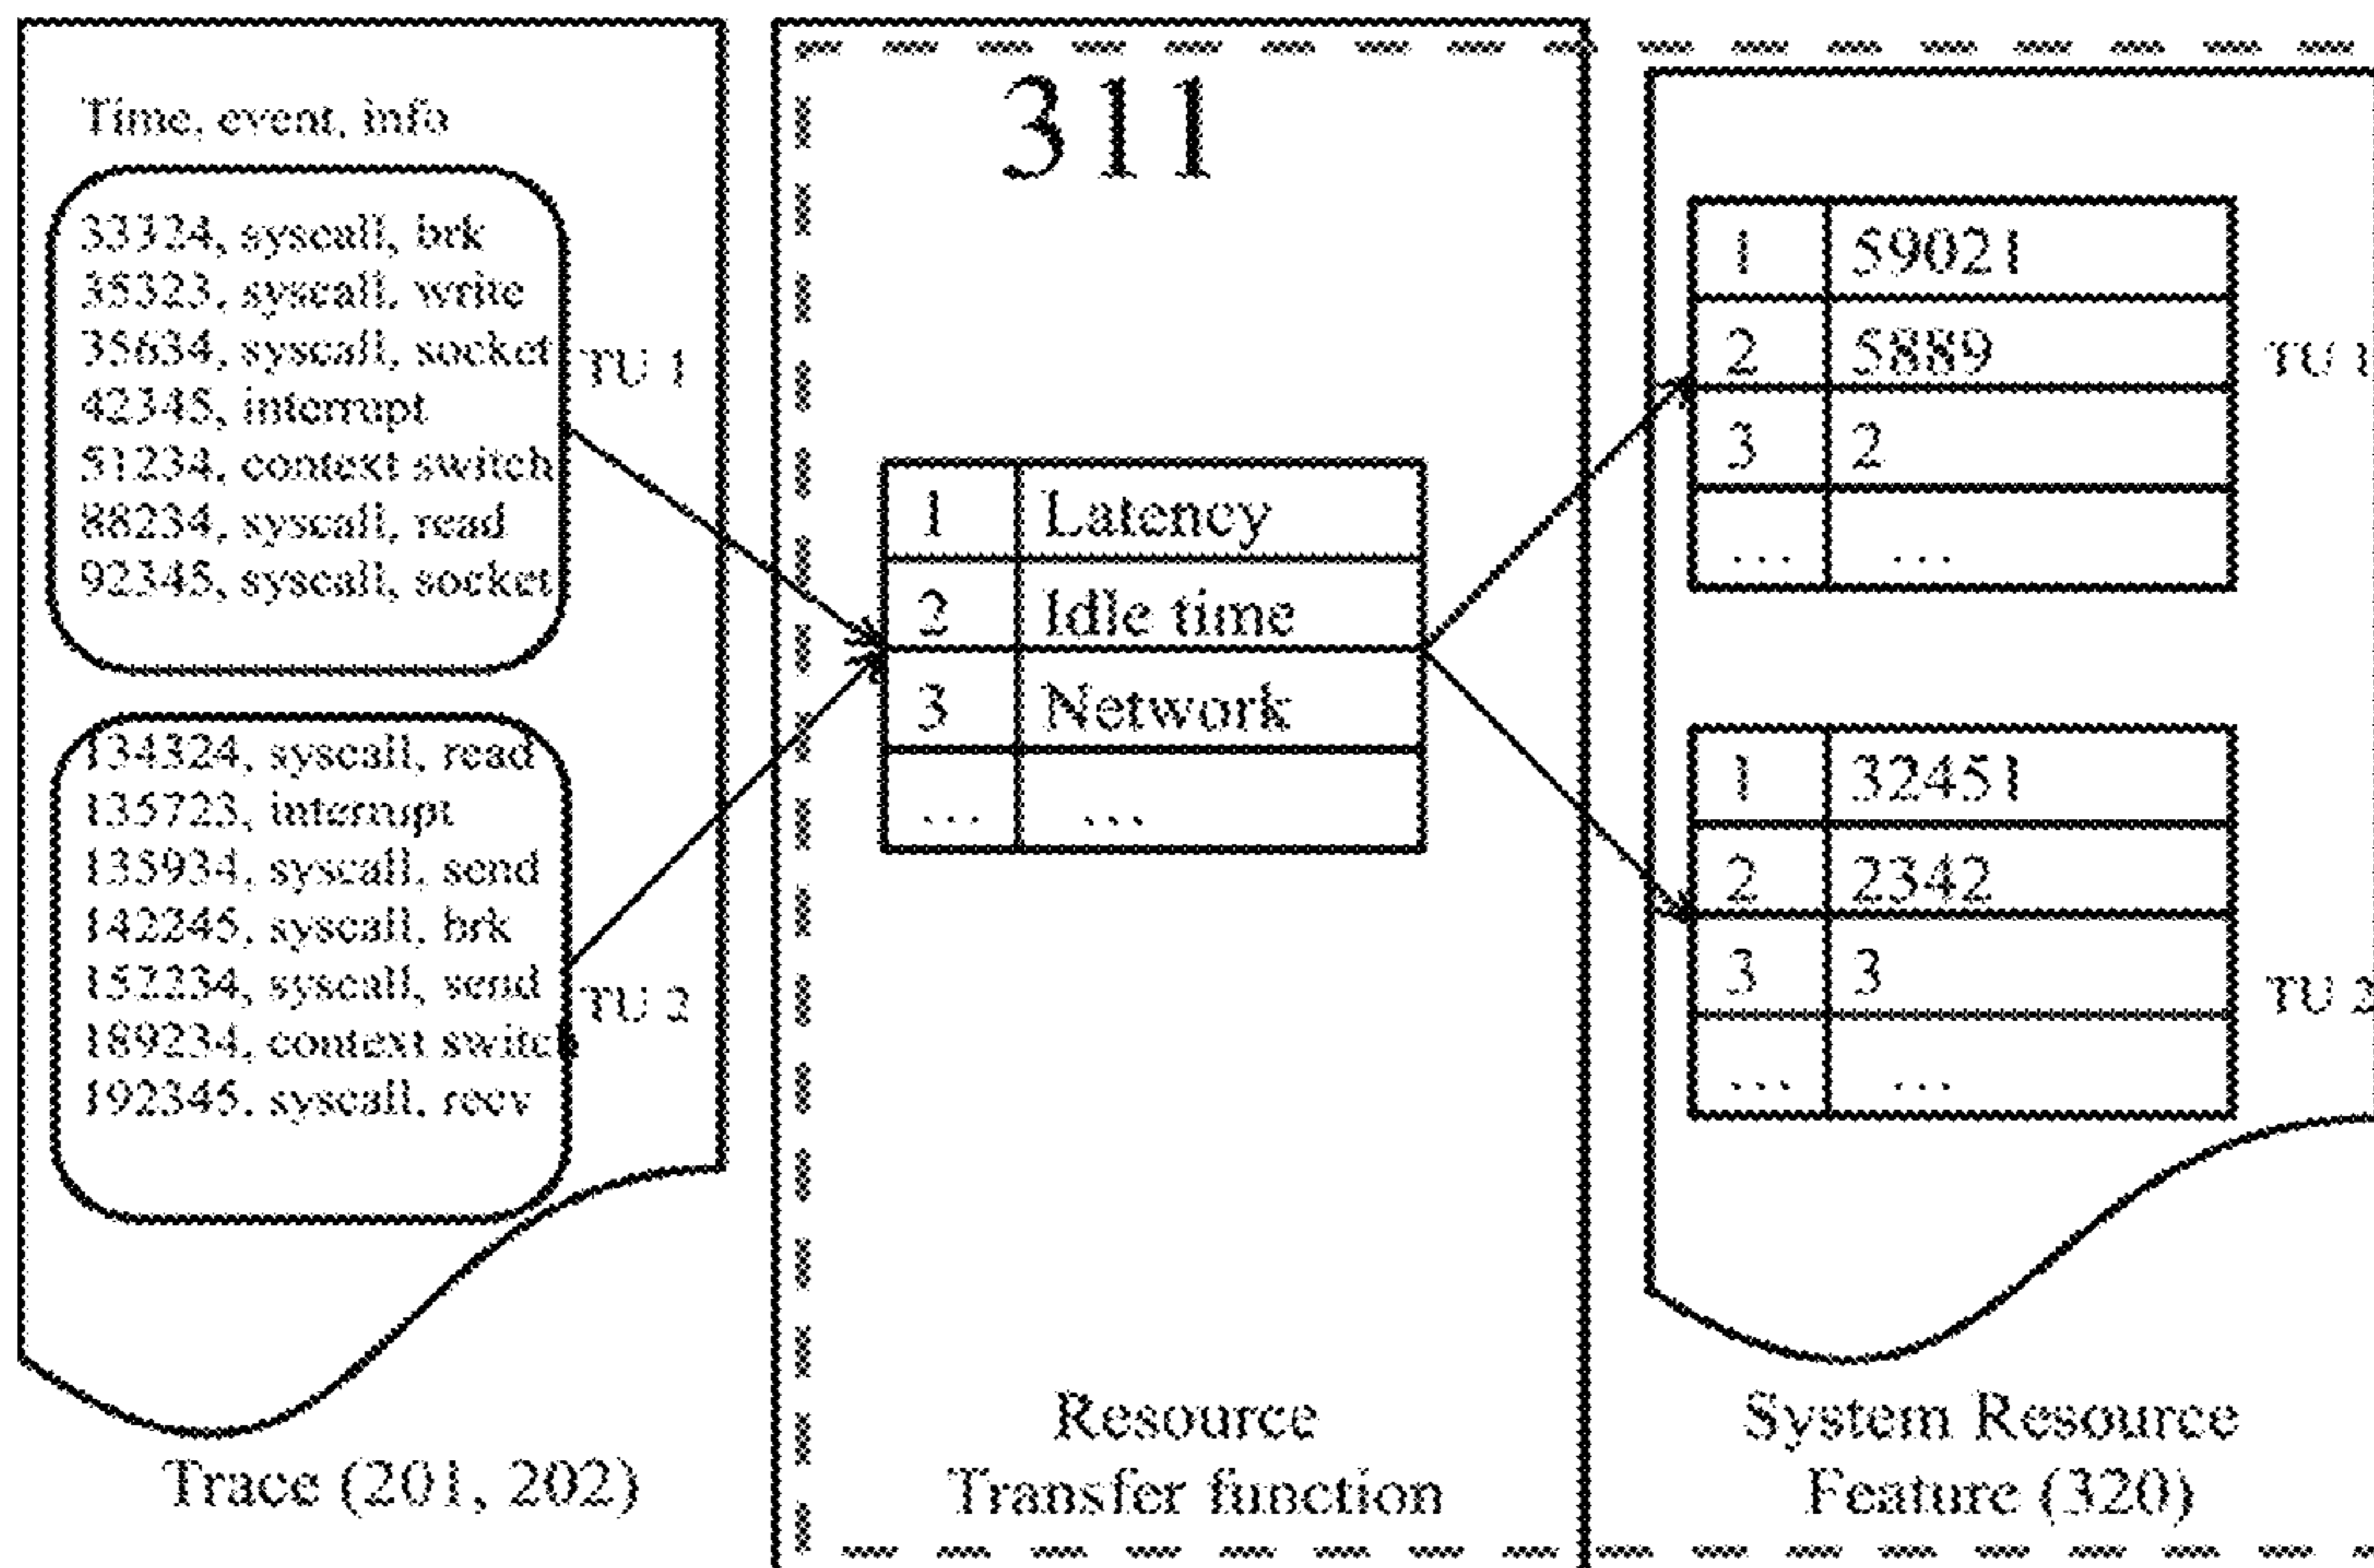 Time, event, info
33324, syscall, brk
35323, syscall, write
35634, syscall, socket
42345, interrupt
51234, context switch
88234, syscall, read
92345, syscall, socket
TU 1
134324, syscall, read
135723, interrupt
135934, syscall, send
142245, syscall, brk
152234, syscall, send
189234, context switch
192345. syscall, recv
TU 2
Trace (201, 202)
311
1 Latency
2 Idle time
3 Network
... ...
Resource
Transfer function
1 59021
2 5889
3 2
... ...
TU 1
1 32451
2 2342
3 3
... ...
TU 2
System Resource
Feature (320)